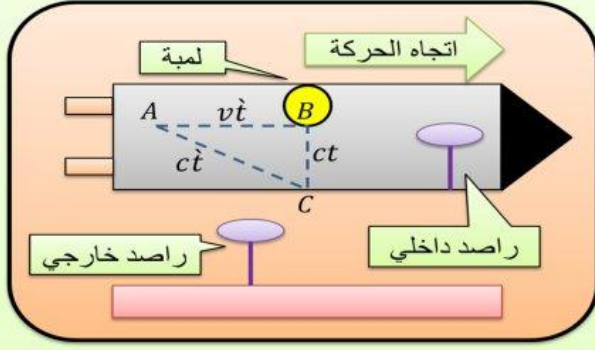 اتجاه الحركة
لمبة
A vt̀ B
ct̀ ct
C
راصد خارجي
راصد داخلي